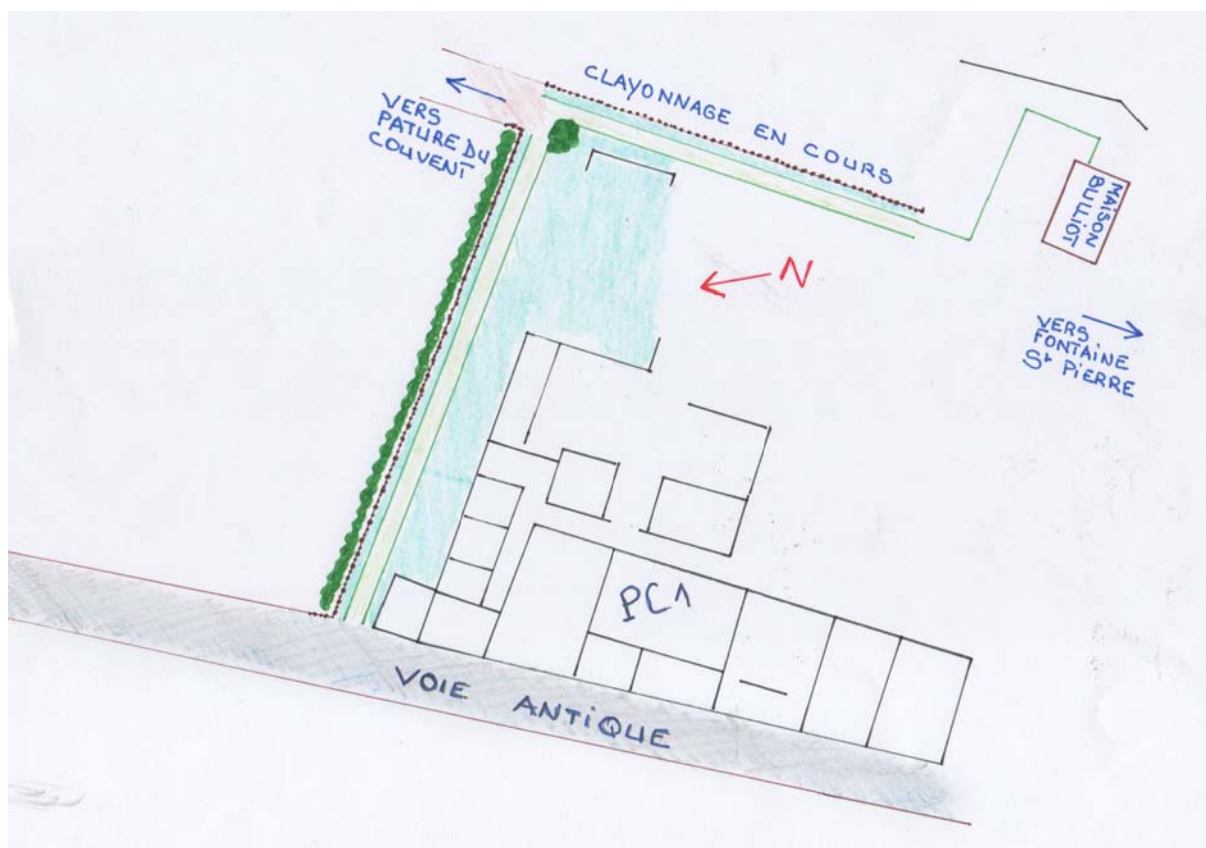 CLAYONNAGE EN COURS
VERS
PATURE DU
COUVENT
MAISON
BULLIOT
N
VERS
FONTAINE
St PIERRE
PC1
VOIE ANTIQUE